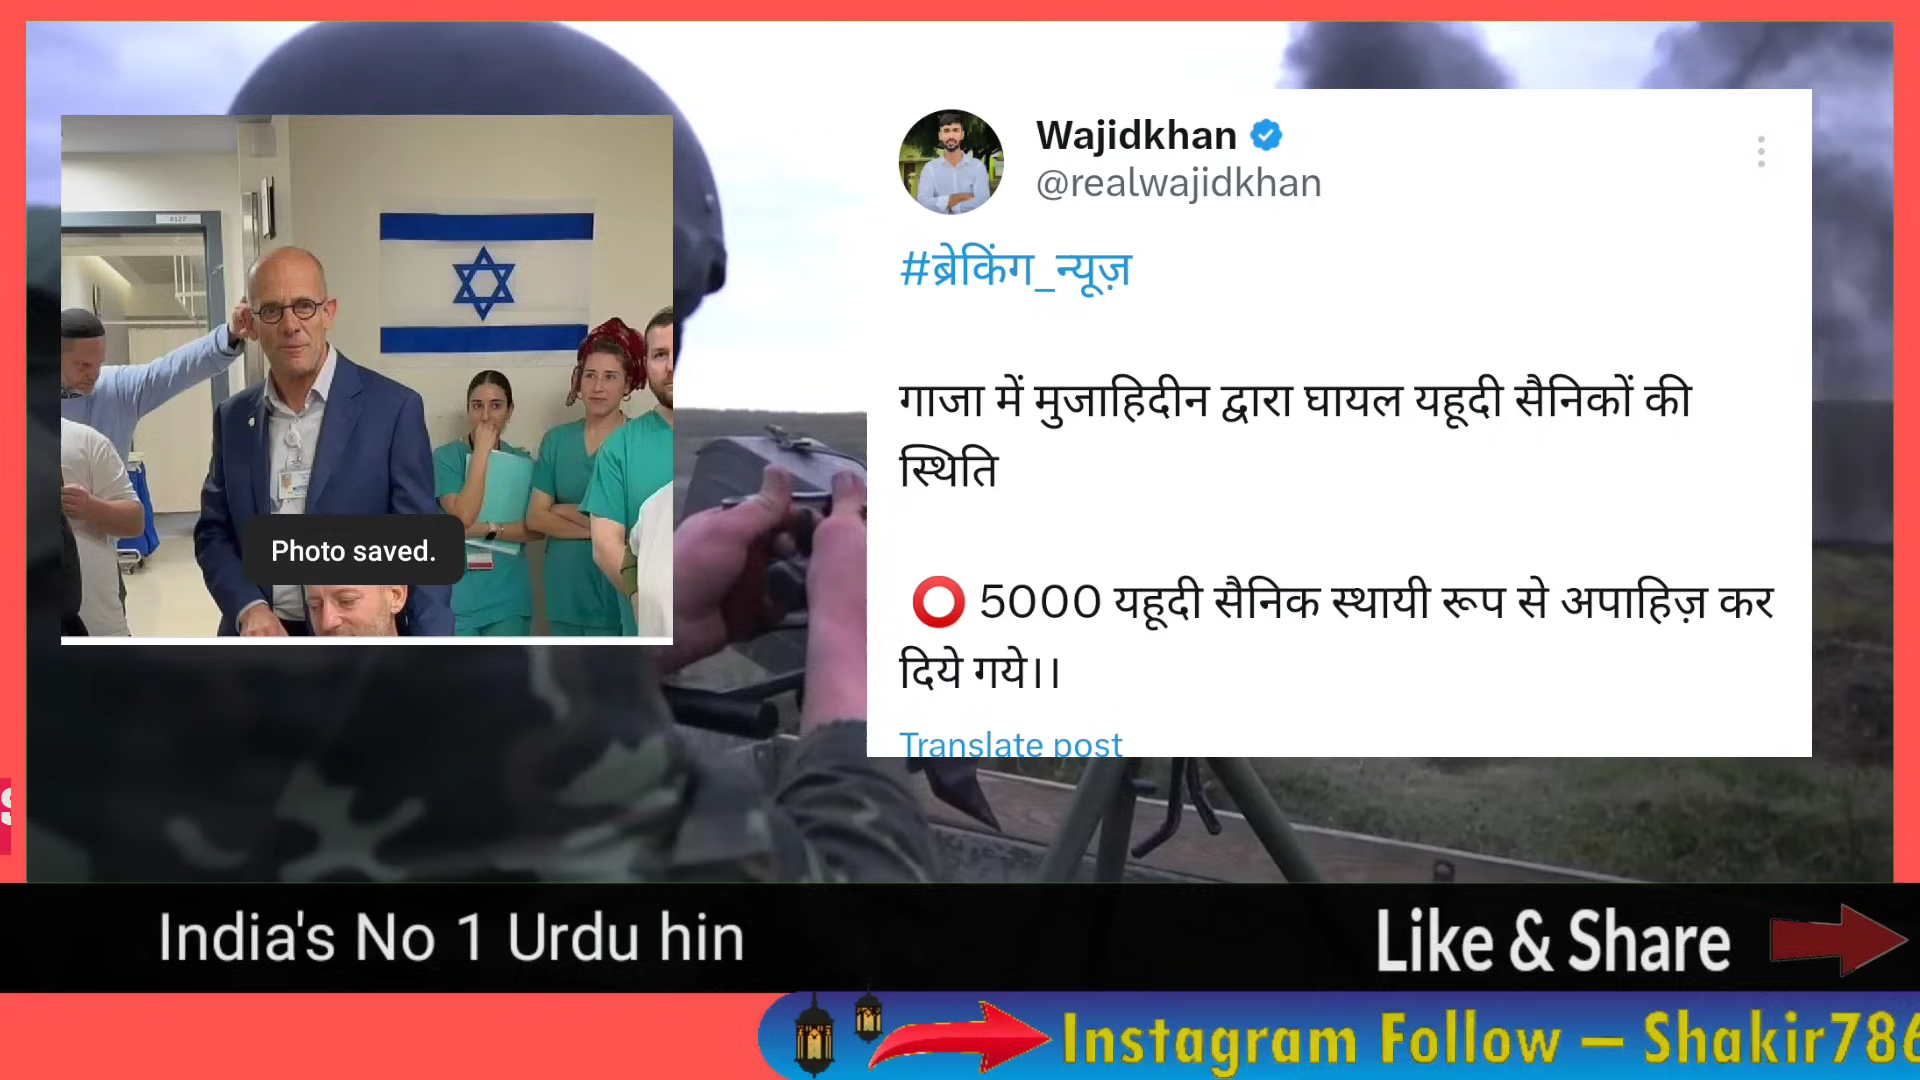 Wajidkhan
@realwajidkhan
#ब्रेकिंग_न्यूज़
गाजा में मुजाहिदीन द्वारा घायल यहूदी सैनिकों की
स्थिति
⭕ 5000 यहूदी सैनिक स्थायी रूप से अपाहिज़ कर
दिये गये।।
Translate post
Photo saved.
India's No 1 Urdu hin
Like & Share
Instagram Follow – Shakir786